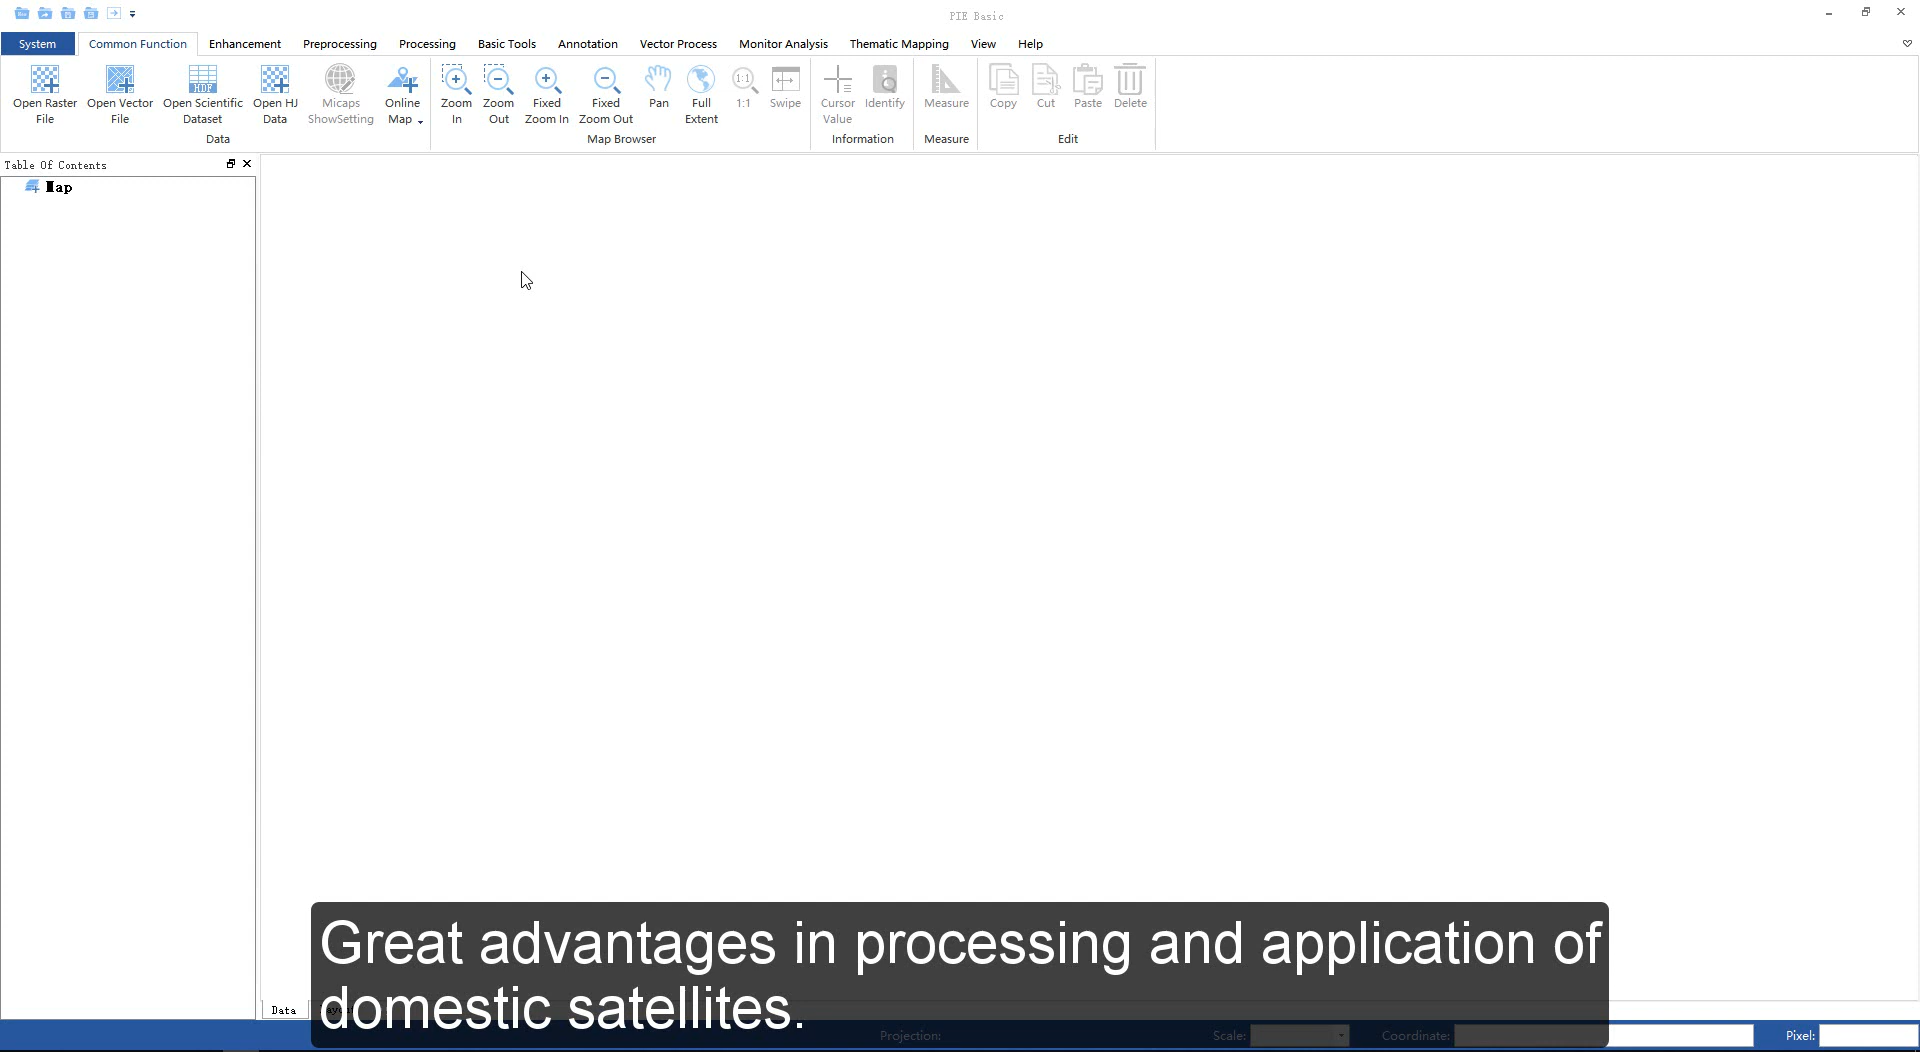 PIE Basic
System Common Function Enhancement Preprocessing Processing Basic Tools Annotation Vector Process Monitor Analysis Thematic Mapping View Help
Open Raster File
Open Vector File
HDF
Open Scientific Dataset
Open HJ Data
Micaps ShowSetting
Online Map
Data
Zoom In
Zoom Out
Fixed Zoom In
Fixed Zoom Out
Pan
Full Extent
1:1
1:1
Swipe
Map Browser
Cursor Value
Identify
Information
Measure
Measure
Copy
Cut
Paste
Delete
Edit
Table Of Contents
Map
Great advantages in processing and application of
domestic satellites.
Data
Projection: Scale: Coordinate: Pixel: